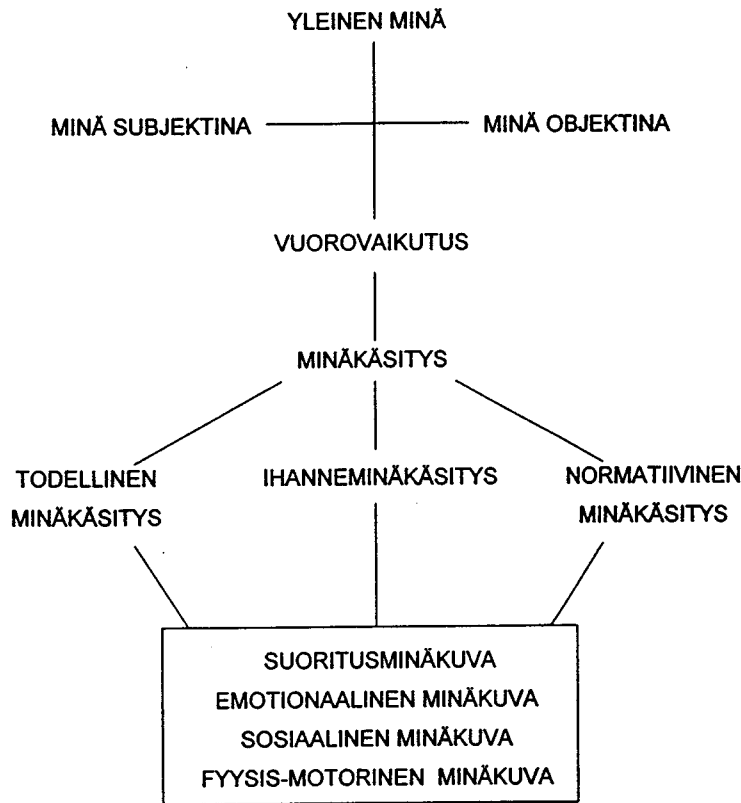 YLEINEN MINÄ
MINÄ SUBJEKTINA
MINÄ OBJEKTINA
VUOROVAIKUTUS
MINÄKÄSITYS
TODELLINEN
MINÄKÄSITYS
IHANNEMINÄKÄSITYS
NORMATIIVINEN
MINÄKÄSITYS
SUORITUSMINÄKUVA
EMOTIONAALINEN MINÄKUVA
SOSIAALINEN MINÄKUVA
FYYSIS-MOTORINEN MINÄKUVA